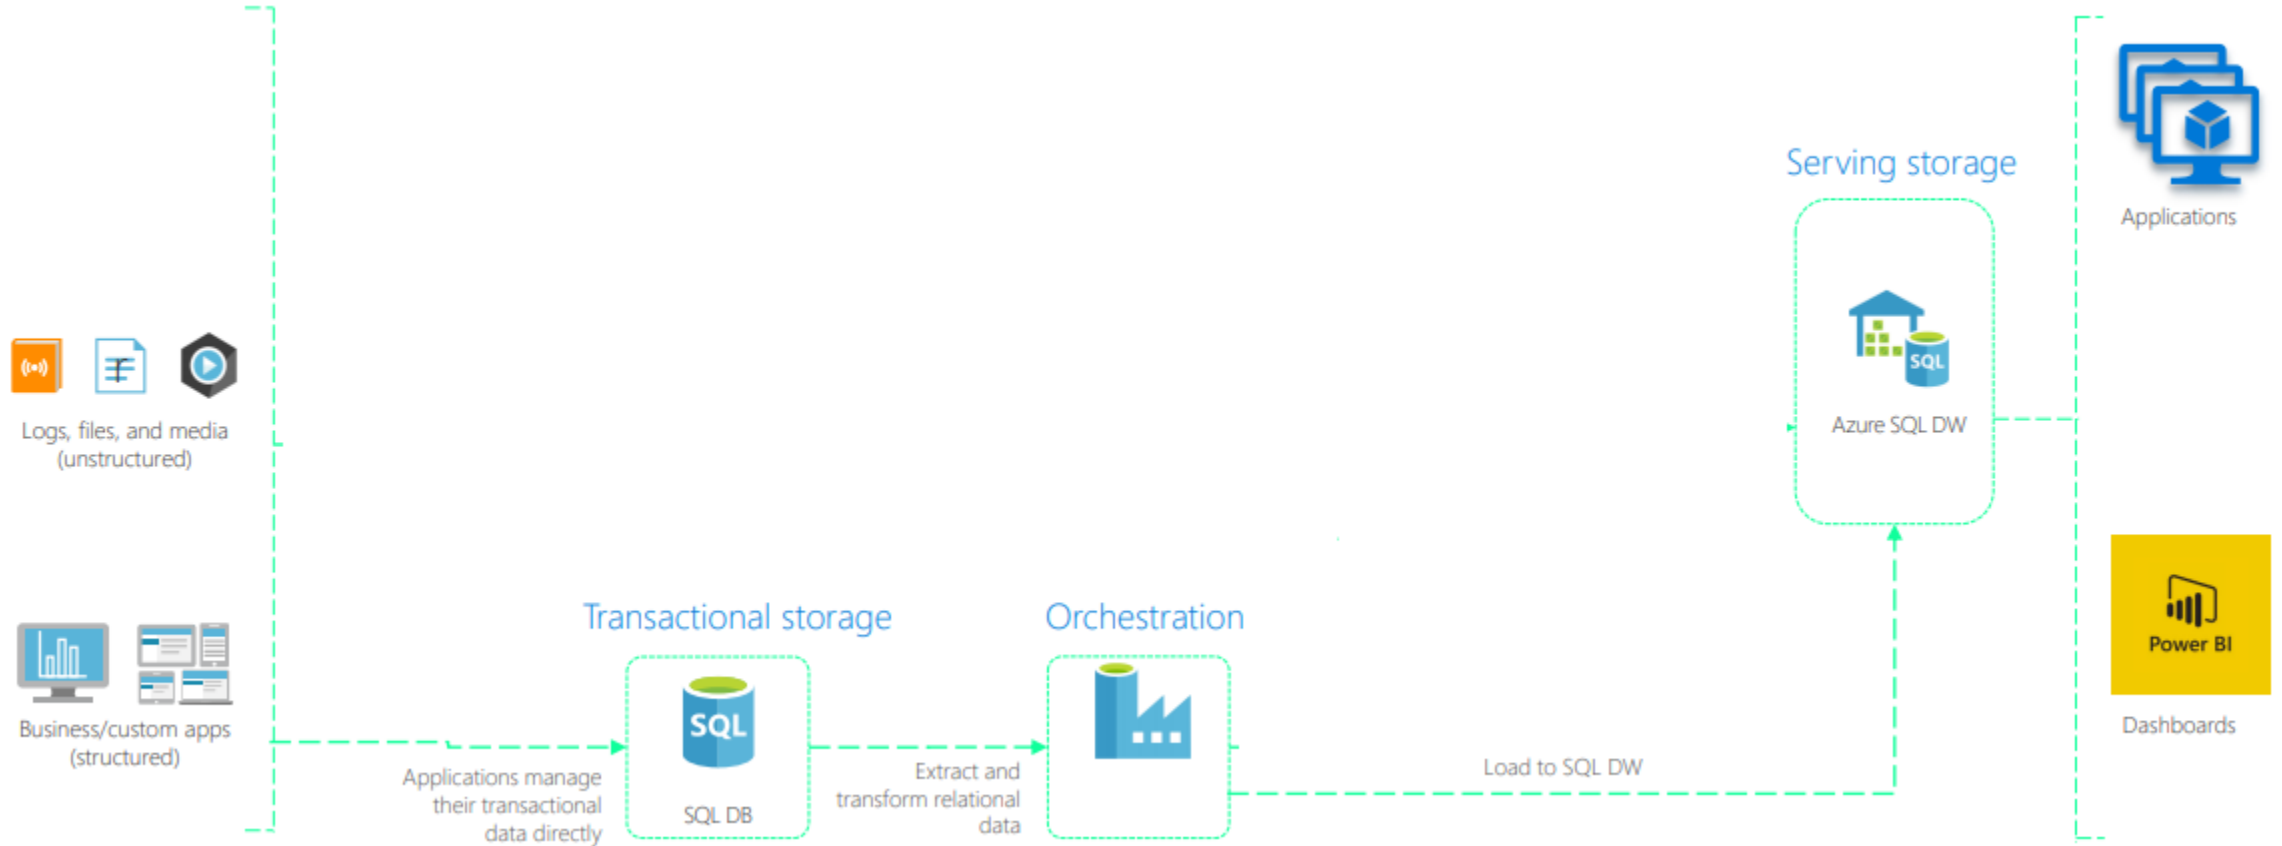 Serving storage
Applications
SQL
Azure SQL DW
Logs, files, and media
(unstructured)
Power BI
Dashboards
Transactional storage
Orchestration
SQL
SQL DB
Business/custom apps
(structured)
Applications manage
their transactional
data directly
Extract and
transform relational
data
Load to SQL DW